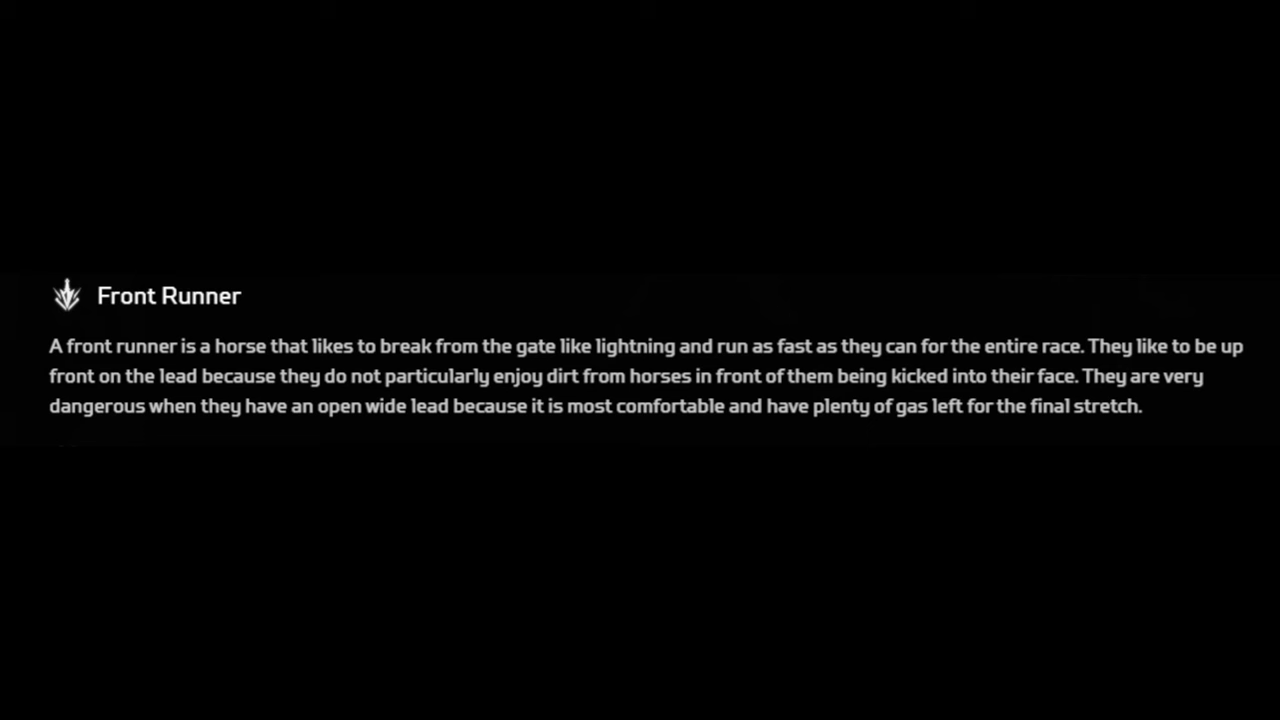 Front Runner
A front runner is a horse that likes to break from the gate like lightning and run as fast as they can for the entire race. They like to be up
front on the lead because they do not particularly enjoy dirt from horses in front of them being kicked into their face. They are very
dangerous when they have an open wide lead because it is most comfortable and have plenty of gas left for the final stretch.